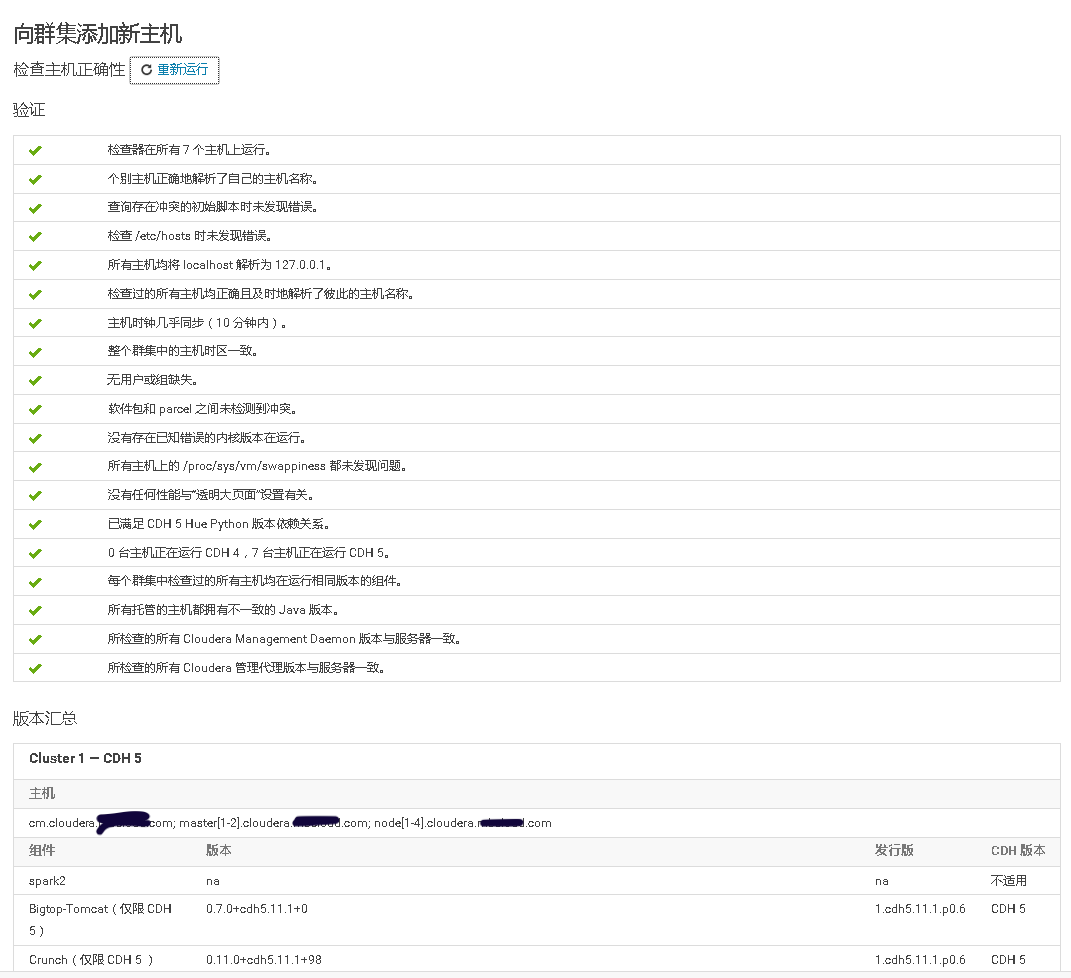 向群集添加新主机
检查主机正确性 重新运行
验证
检查器在所有 7 个主机上运行。
个别主机正确地解析了自己的主机名称。
查询存在冲突的初始脚本时未发现错误。
检查 /etc/hosts 时未发现错误。
所有主机均将 localhost 解析为 127.0.0.1。
检查过的所有主机均正确且及时地解析了彼此的主机名称。
主机时钟几乎同步（10 分钟内）。
整个群集中的主机时区一致。
无用户或组缺失。
软件包和 parcel 之间未检测到冲突。
没有存在已知错误的内核版本在运行。
所有主机上的 /proc/sys/vm/swappiness 都未发现问题。
没有任何性能与“透明大页面”设置有关。
已满足 CDH 5 Hue Python 版本依赖关系。
0 台主机正在运行 CDH 4，7 台主机正在运行 CDH 5。
每个群集中检查过的所有主机均在运行相同版本的组件。
所有托管的主机都拥有不一致的 Java 版本。
所检查的所有 Cloudera Management Daemon 版本与服务器一致。
所检查的所有 Cloudera 管理代理版本与服务器一致。
版本汇总
Cluster 1 — CDH 5
主机
cm.cloudera. .com; master[1-2].cloudera. .com; node[1-4].cloudera. .com
组件 版本 发行版 CDH 版本
spark2 na na 不适用
Bigtop-Tomcat（仅限 CDH 0.7.0+cdh5.11.1+0 1.cdh5.11.1.p0.6 CDH 5
5）
Crunch（仅限 CDH 5 ） 0.11.0+cdh5.11.1+98 1.cdh5.11.1.p0.6 CDH 5